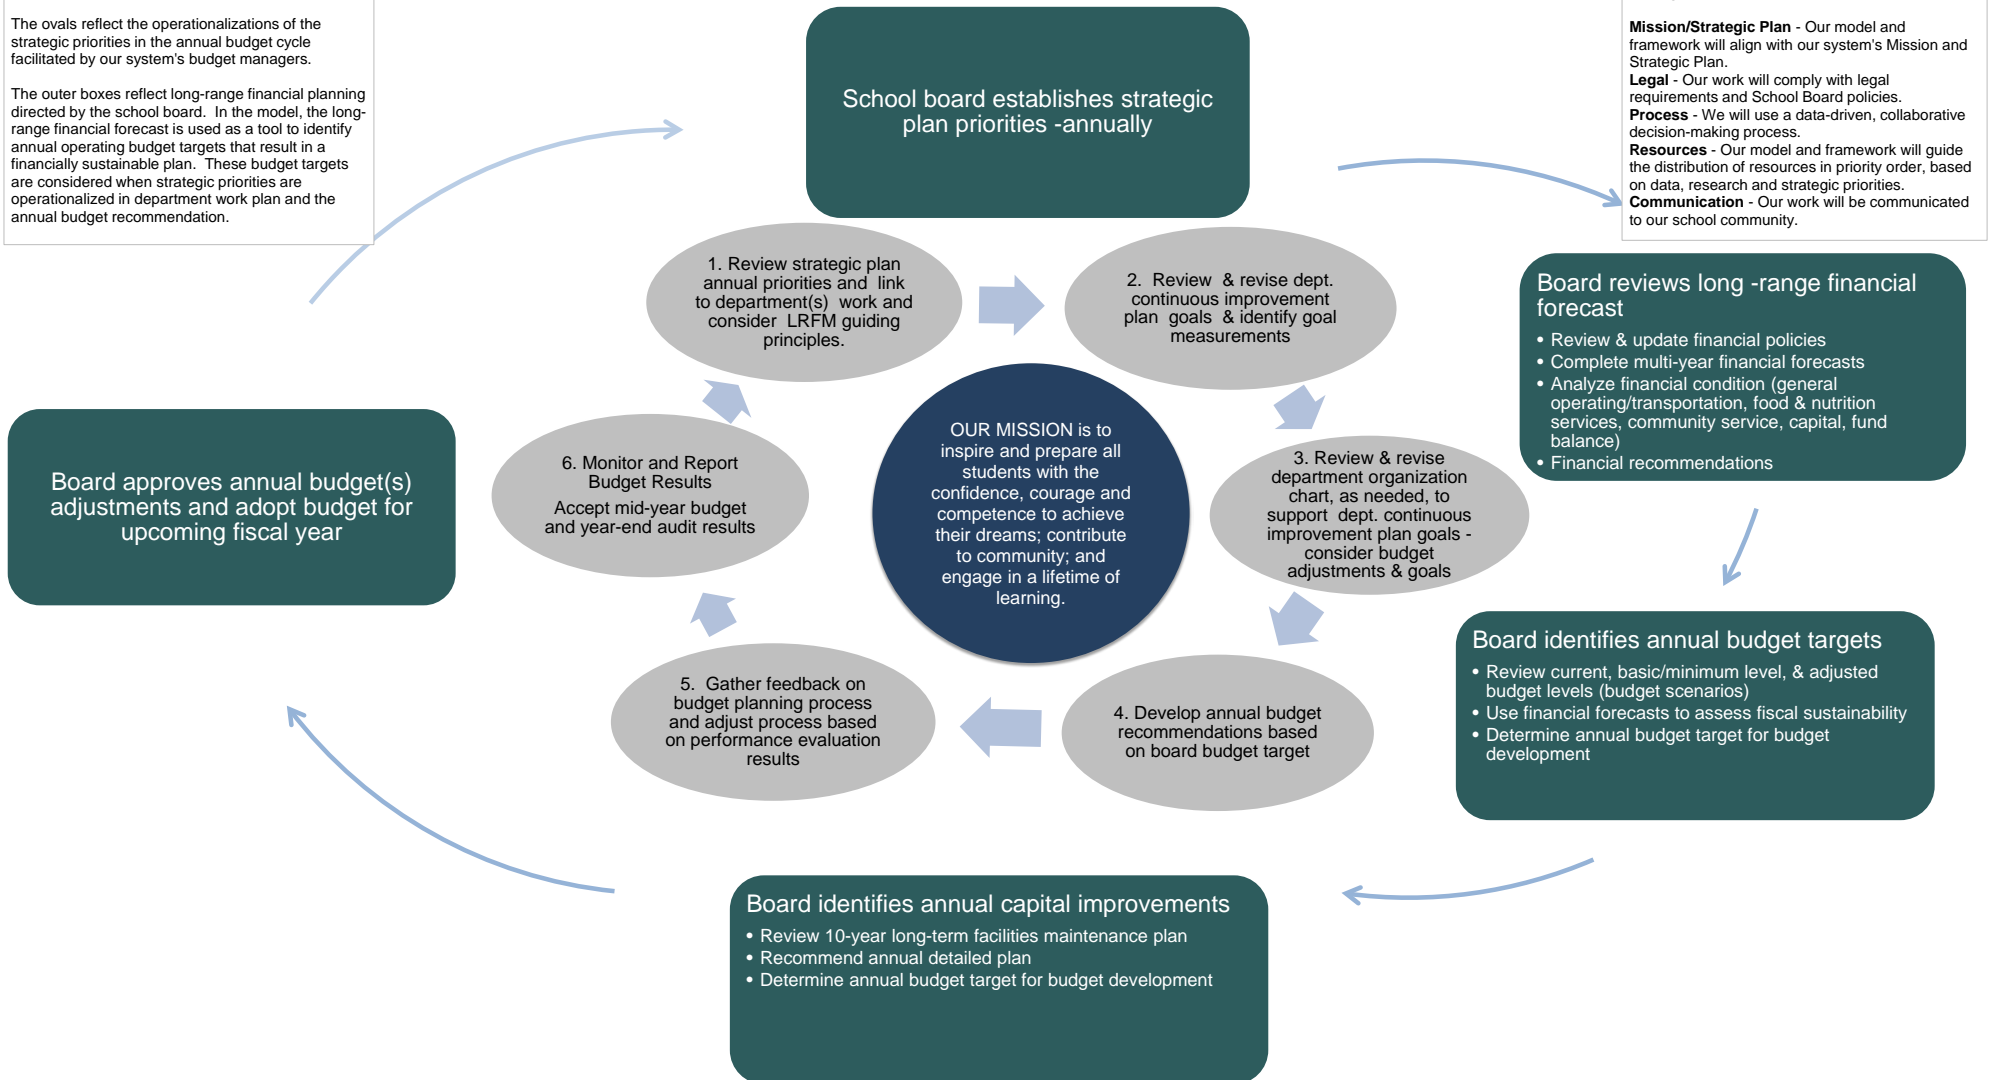 The ovals reflect the operationalizations of the
strategic priorities in the annual budget cycle
facilitated by our system's budget managers.
The outer boxes reflect long-range financial planning
directed by the school board.  In the model, the long-
range financial forecast is used as a tool to identify
annual operating budget targets that result in a
financially sustainable plan.  These budget targets
are considered when strategic priorities are
operationalized in department work plan and the
annual budget recommendation.
School board establishes strategic
plan priorities -annually
Mission/Strategic Plan - Our model and
framework will align with our system's Mission and
Strategic Plan.
Legal - Our work will comply with legal
requirements and School Board policies.
Process - We will use a data-driven, collaborative
decision-making process.
Resources - Our model and framework will guide
the distribution of resources in priority order, based
on data, research and strategic priorities.
Communication - Our work will be communicated
to our school community.
1. Review strategic plan
annual priorities and  link
to department(s)  work and
consider  LRFM guiding
principles.
2.  Review  & revise dept.
continuous improvement
plan  goals  & identify goal
measurements
Board reviews long -range financial
forecast
• Review & update financial policies
• Complete multi-year financial forecasts
• Analyze financial condition (general
operating/transportation, food & nutrition
services, community service, capital, fund
balance)
• Financial recommendations
Board approves annual budget(s)
adjustments and adopt budget for
upcoming fiscal year
6. Monitor and Report
Budget Results
Accept mid-year budget
and year-end audit results
OUR MISSION is to
inspire and prepare all
students with the
confidence, courage and
competence to achieve
their dreams; contribute
to community; and
engage in a lifetime of
learning.
3. Review & revise
department organization
chart, as needed, to
support  dept. continuous
improvement plan goals -
consider budget
adjustments & goals
Board identifies annual budget targets
• Review current, basic/minimum level, & adjusted
budget levels (budget scenarios)
• Use financial forecasts to assess fiscal sustainability
• Determine annual budget target for budget
development
5.  Gather feedback on
budget planning process
and adjust process based
on performance evaluation
results
4. Develop annual budget
recommendations based
on board budget target
Board identifies annual capital improvements
• Review 10-year long-term facilities maintenance plan
• Recommend annual detailed plan
• Determine annual budget target for budget development